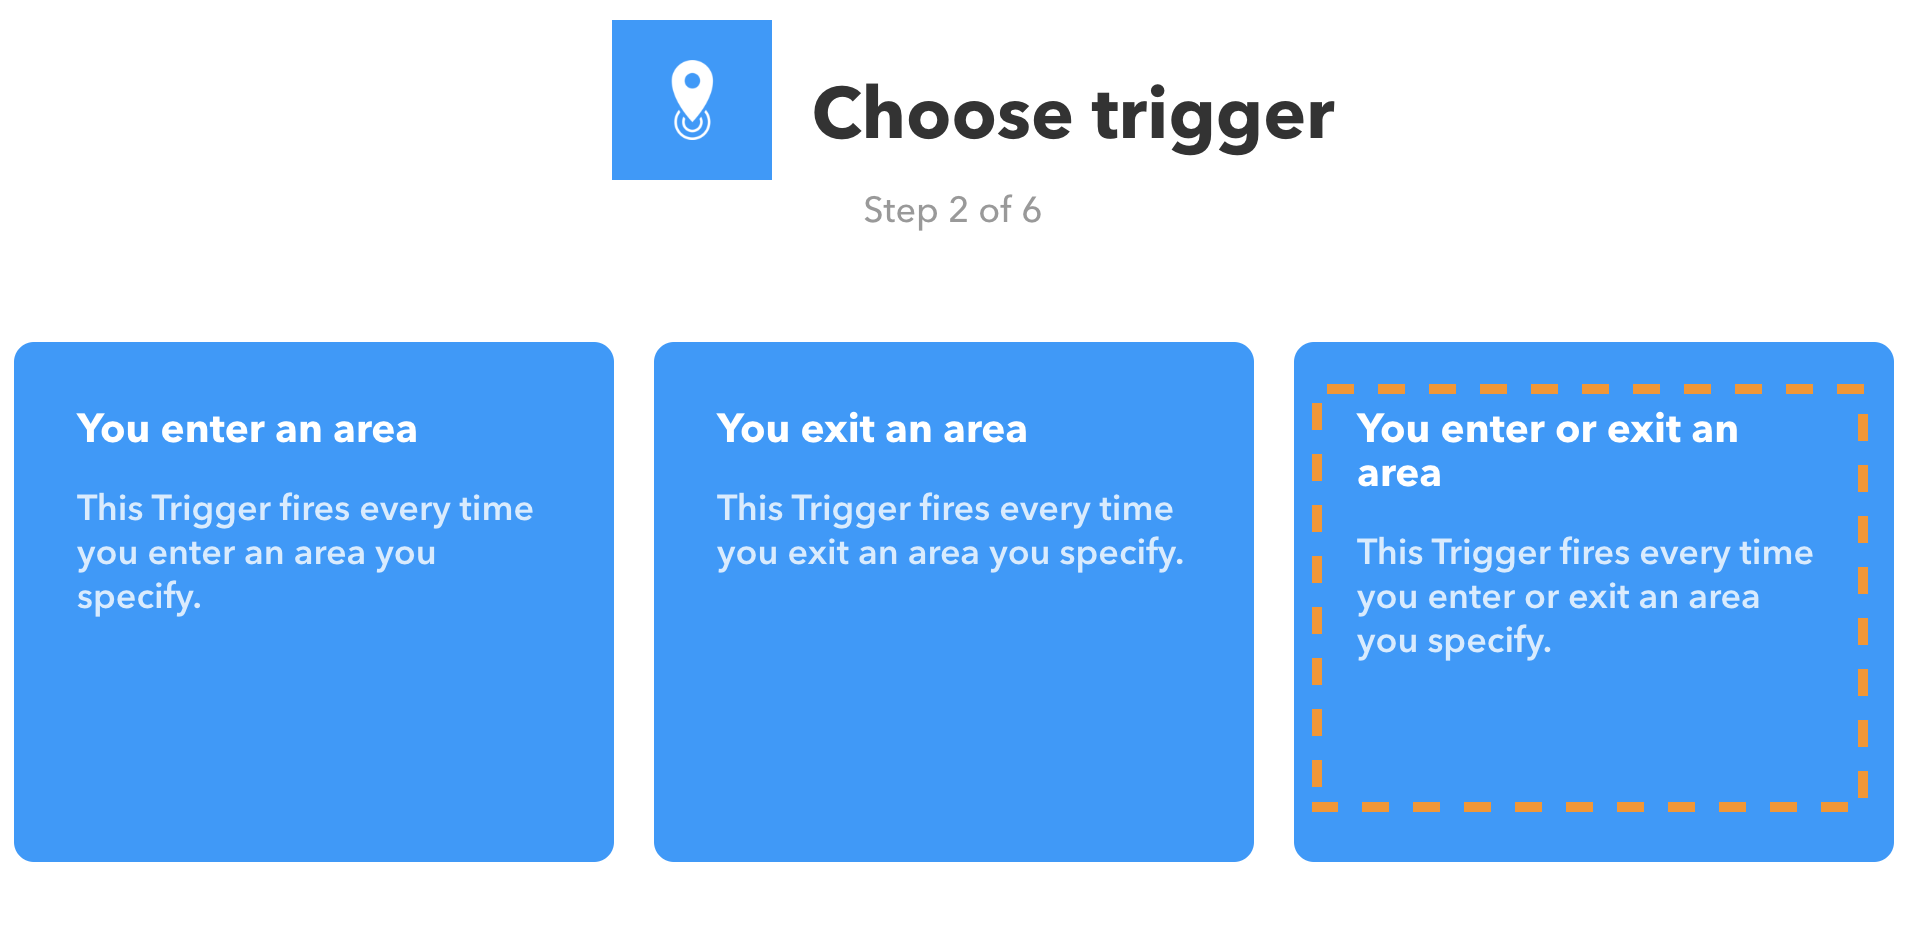 Choose trigger
Step 2 of 6
You enter an area
This Trigger fires every time
you enter an area you
specify.
You exit an area
This Trigger fires every time
you exit an area you specify.
You enter or exit an
area
This Trigger fires every time
you enter or exit an area
you specify.